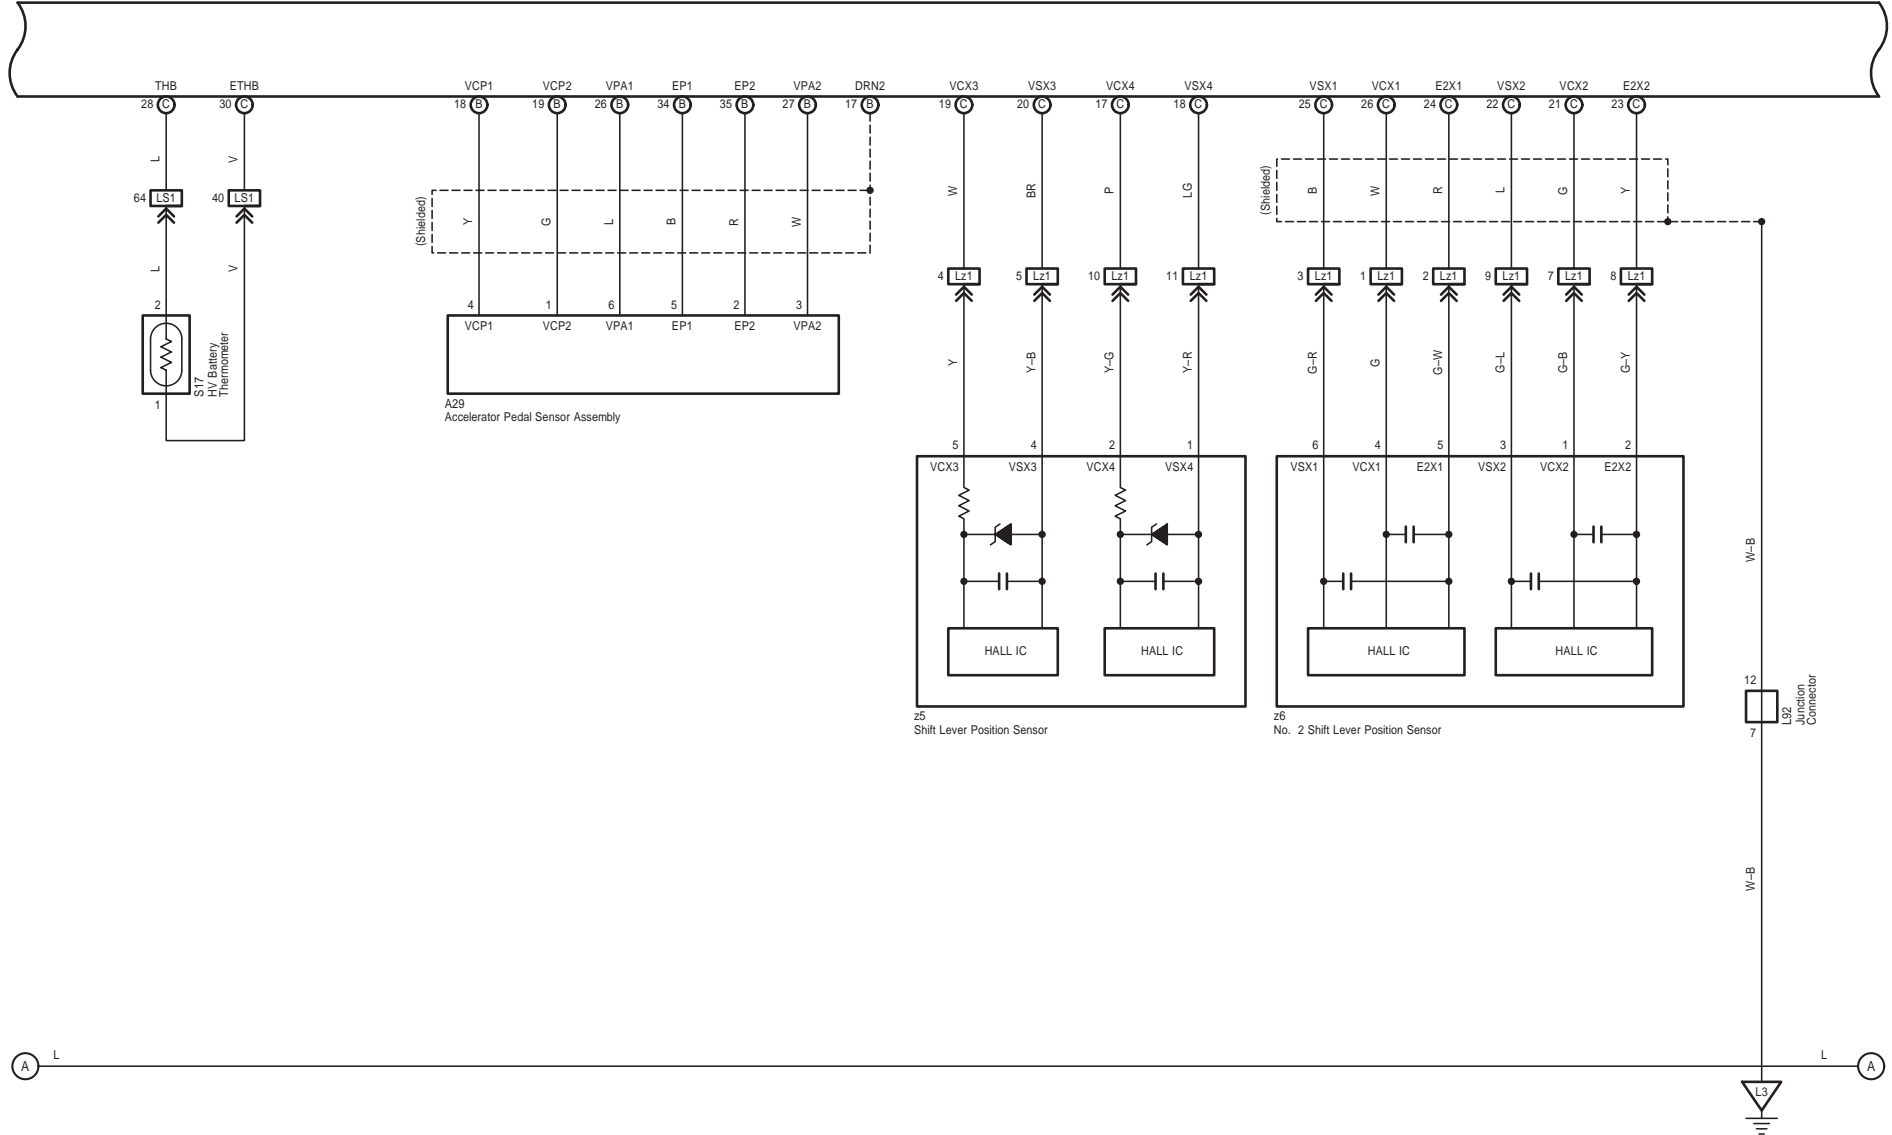 THB ETHB VCP1 VCP2 VPA1 EP1 EP2 VPA2 DRN2 VCX3 VSX3 VCX4 VSX4 VSX1 VCX1 E2X1 VSX2 VCX2 E2X2
28 C 30 C 18 B 19 B 26 B 34 B 35 B 27 B 17 B 19 C 20 C 17 C 18 C 25 C 26 C 24 C 22 C 21 C 23 C
L V
64 LS1 40 LS1
(Shielded) Y G L B R W
W BR P LG
(Shielded) B W R L G Y
L V
4 Lz1 5 Lz1 10 Lz1 11 Lz1 3 Lz1 1 Lz1 2 Lz1 9 Lz1 7 Lz1 8 Lz1
2
4 1 6 5 2 3
VCP1 VCP2 VPA1 EP1 EP2 VPA2
S17
HV Battery
Thermometer
1
Y Y–B Y–G Y–R G–R G G–W G–L G–B G–Y
A29
Accelerator Pedal Sensor Assembly
5 4 2 1 6 4 5 3 1 2
VCX3 VSX3 VCX4 VSX4 VSX1 VCX1 E2X1 VSX2 VCX2 E2X2
W–B
HALL IC HALL IC HALL IC HALL IC
z5
Shift Lever Position Sensor
z6
No. 2 Shift Lever Position Sensor
12
L92
Junction
Connector
7
W–B
A L L A
L3